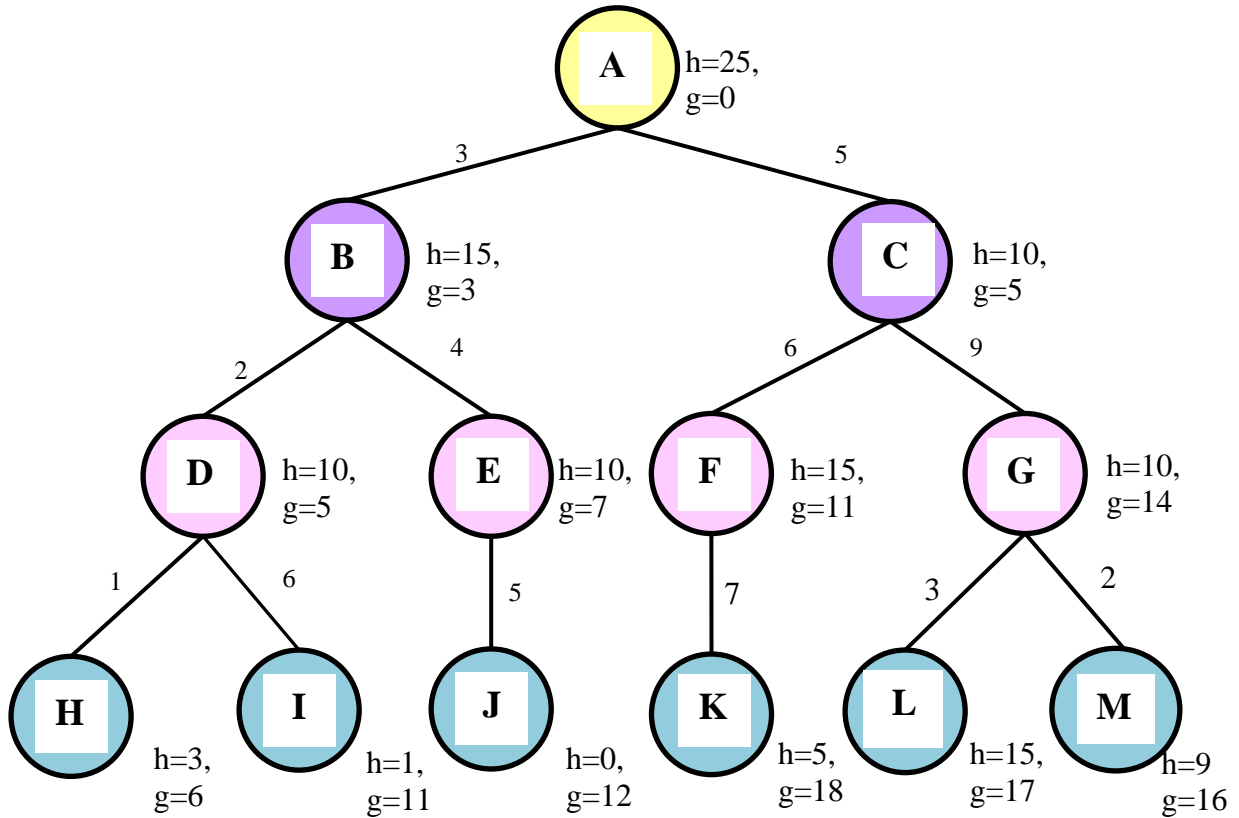 A
h=25,
g=0
3
5
B
h=15,
g=3
C
h=10,
g=5
2
4
6
9
D
h=10,
g=5
E
h=10,
g=7
F
h=15,
g=11
G
h=10,
g=14
1
6
5
7
3
2
H
h=3,
g=6
I
h=1,
g=11
J
h=0,
g=12
K
h=5,
g=18
L
h=15,
g=17
M
h=9
g=16